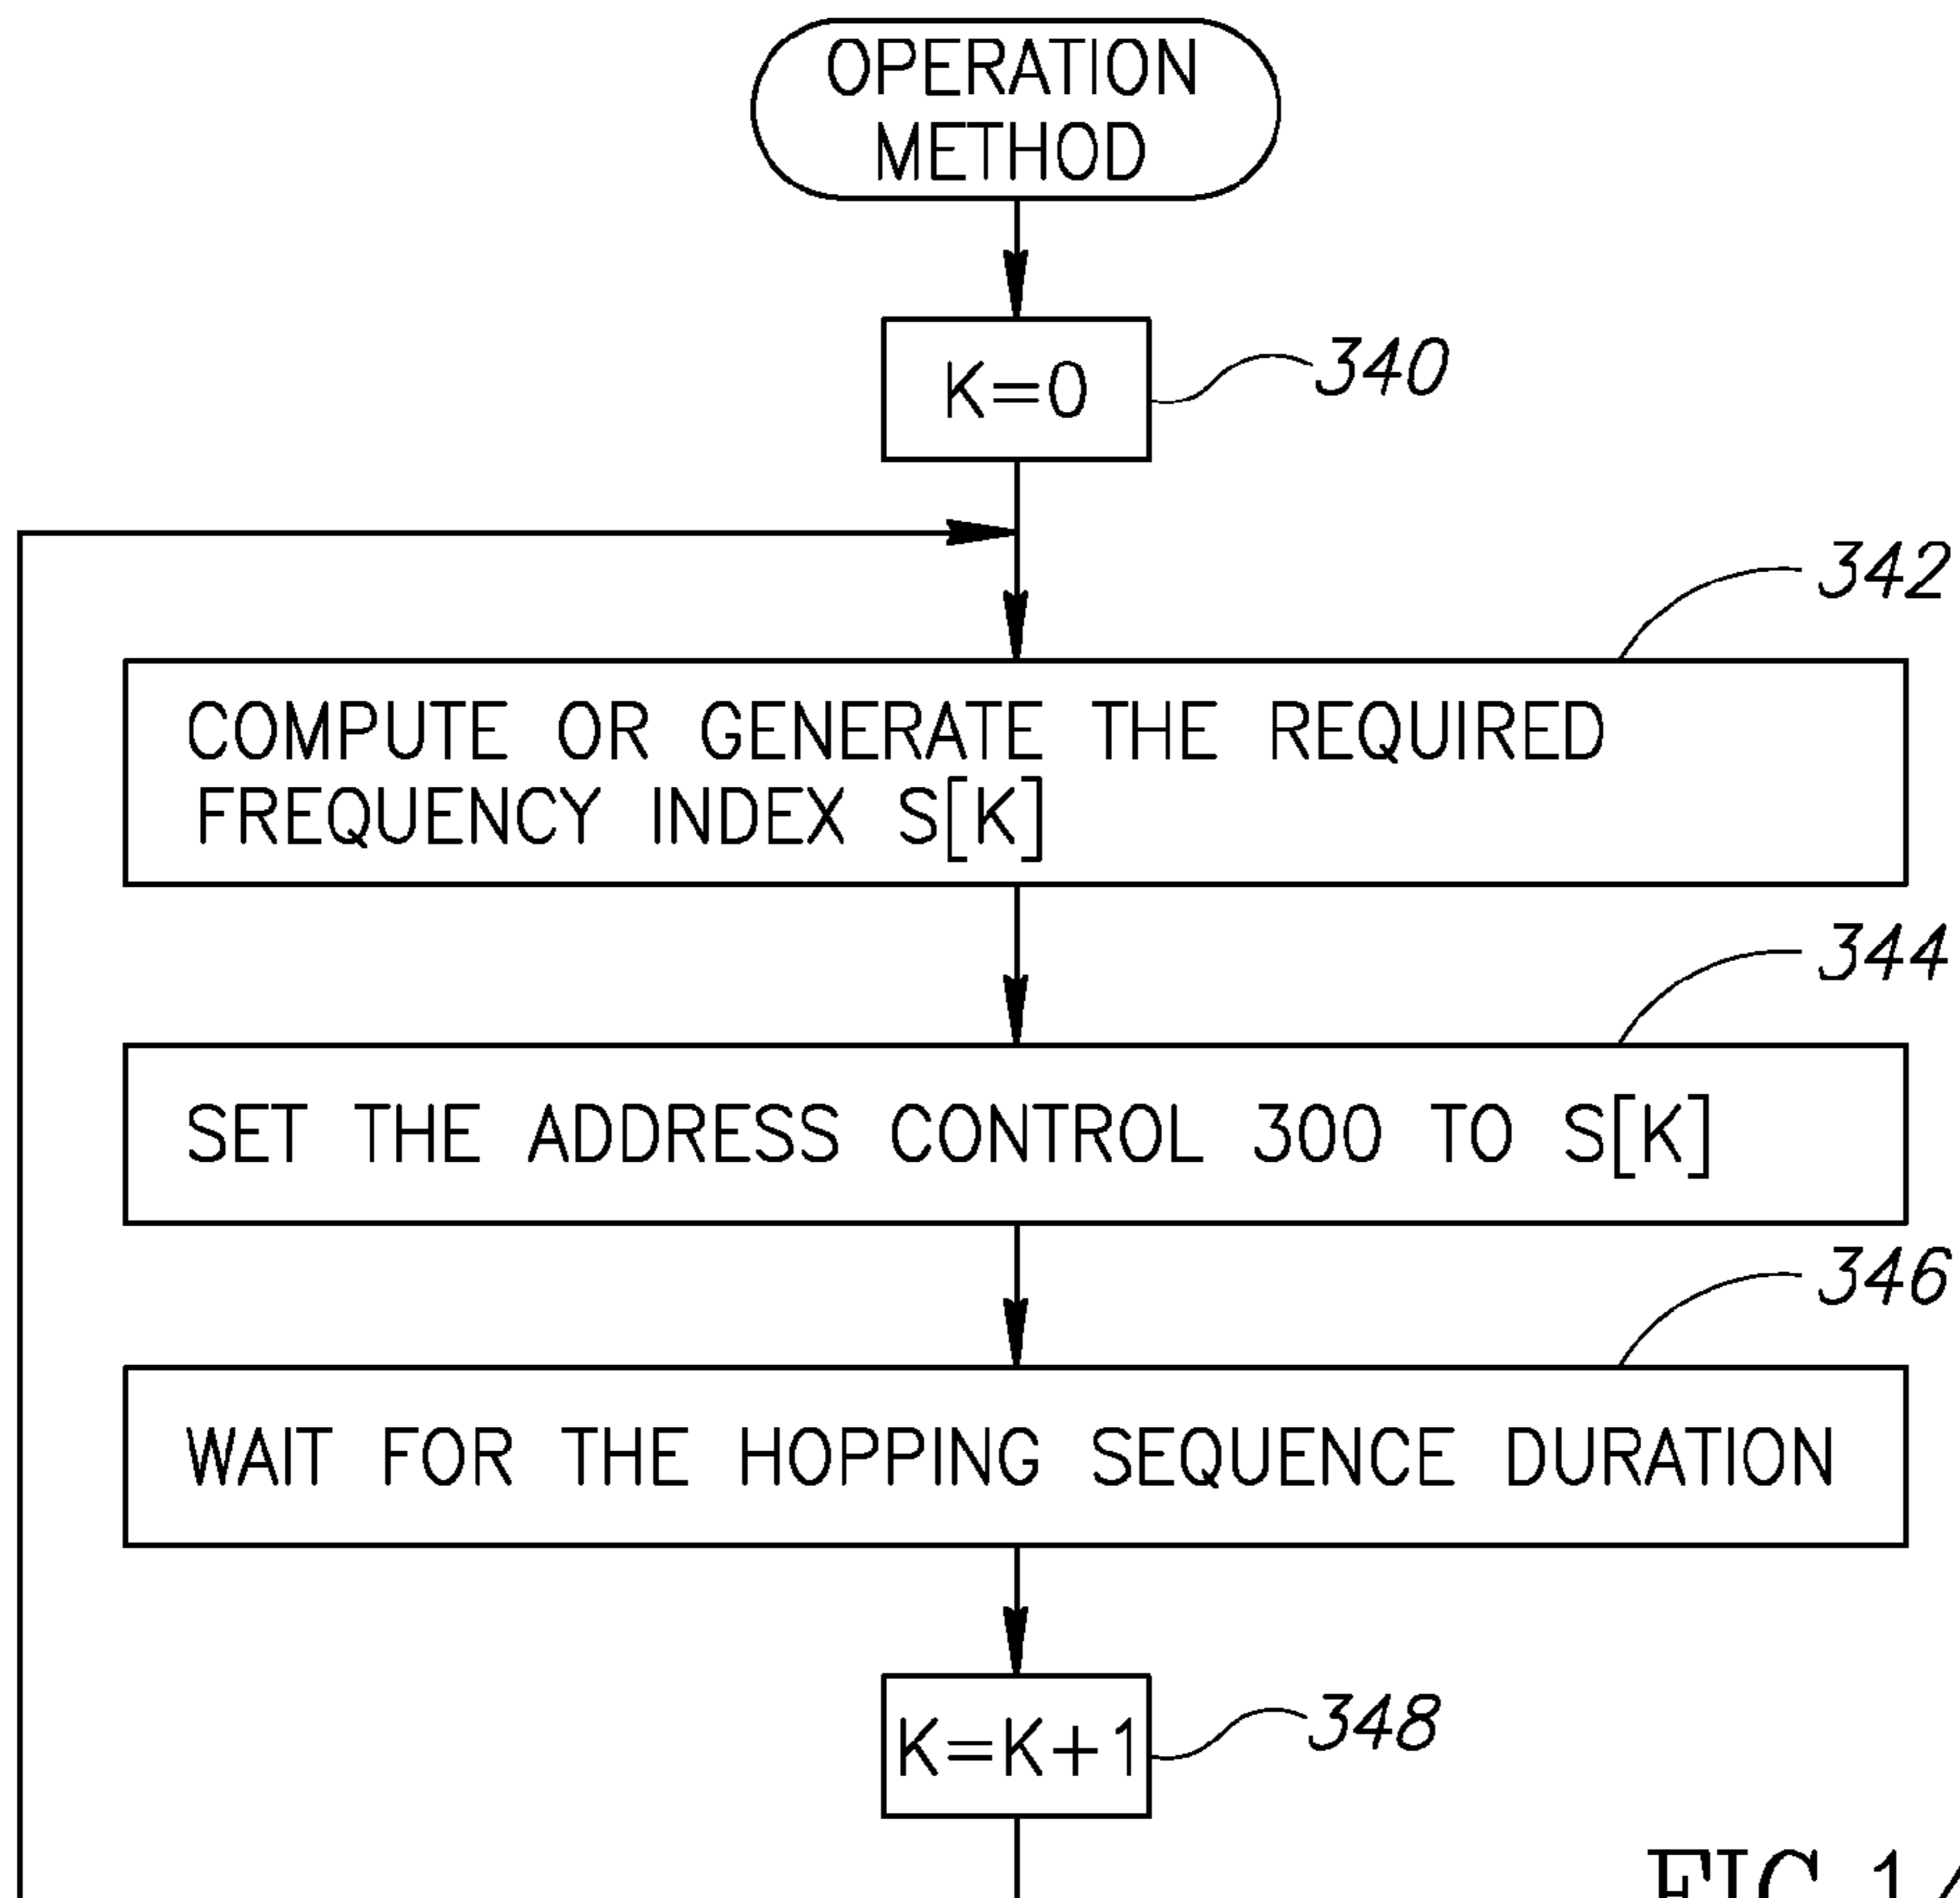 OPERATION
METHOD
K=0
340
342
COMPUTE OR GENERATE THE REQUIRED
FREQUENCY INDEX S[K]
344
SET THE ADDRESS CONTROL 300 TO S[K]
346
WAIT FOR THE HOPPING SEQUENCE DURATION
K=K+1
348